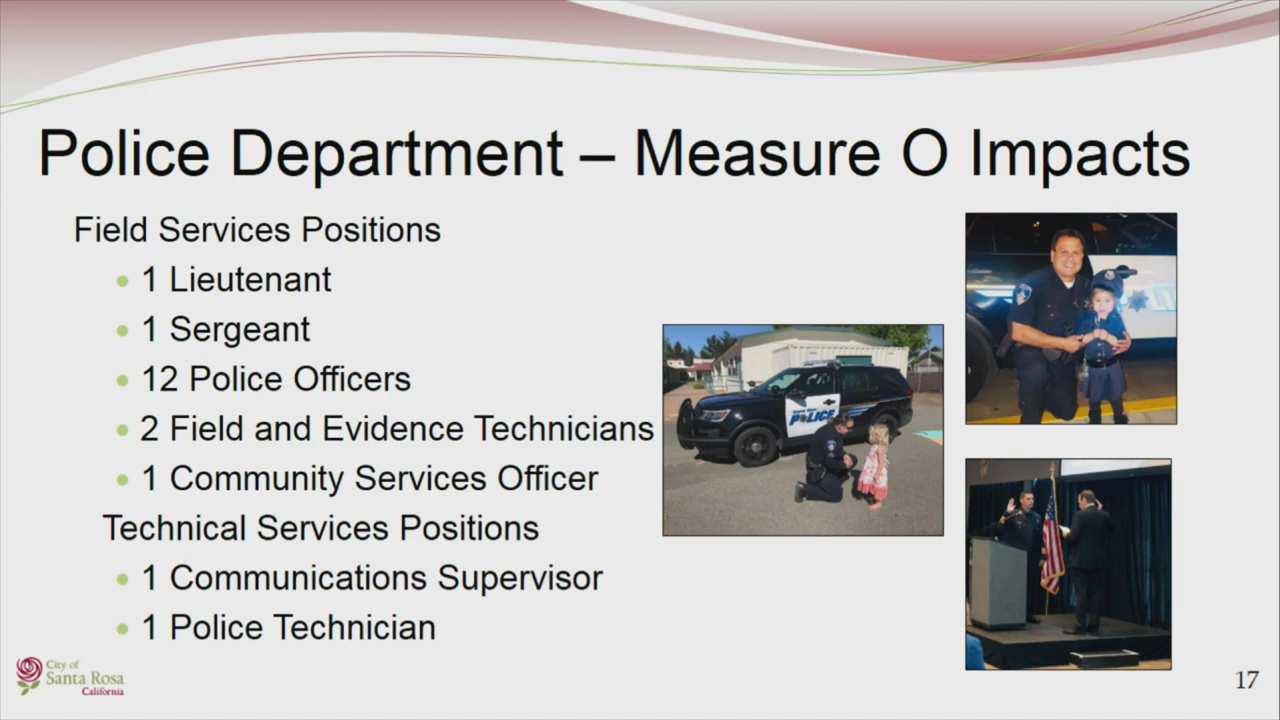 Police Department – Measure O Impacts
Field Services Positions
• 1 Lieutenant
• 1 Sergeant
• 12 Police Officers
• 2 Field and Evidence Technicians
• 1 Community Services Officer
Technical Services Positions
• 1 Communications Supervisor
• 1 Police Technician
POLICE
City of
Santa Rosa
California
17